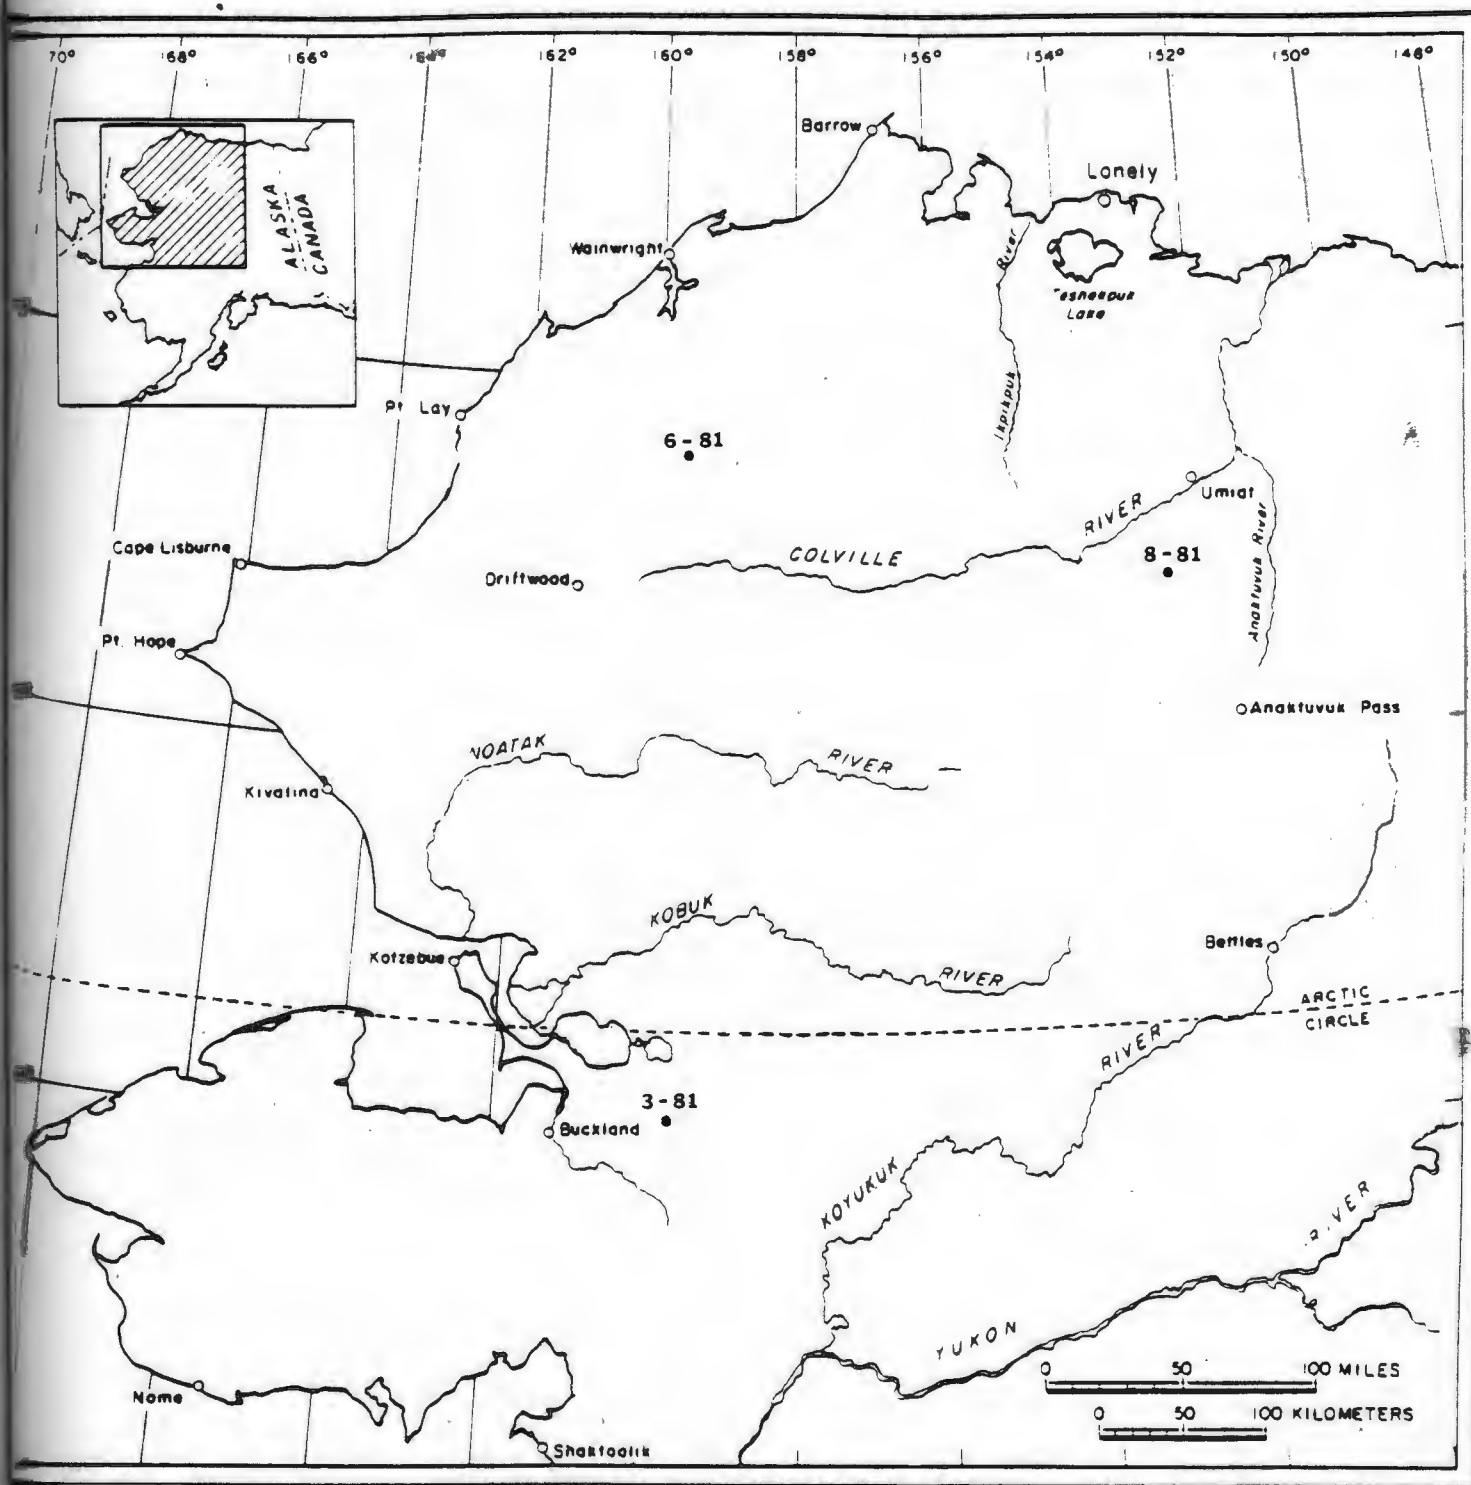 70° 168° 166° 164° 162° 160° 158° 156° 154° 152° 150° 148°
Barrow
Lonely
ALASKA
CANADA
Wainwright
River
Teshekpuk
Lake
Ikpikpuk
Pt. Lay
6-81
Umiat
RIVER
Cape Lisburne
COLVILLE
8-81
Driftwood
Anaktuvuk River
Pt. Hope
Anaktuvuk Pass
NOATAK
RIVER
Kivalina
KOBUK
Bettles
Kotzebue
RIVER
ARCTIC
CIRCLE
RIVER
3-81
Buckland
KOYUKUK
YUKON
0 50 100 MILES
Nome
0 50 100 KILOMETERS
Shaktoolik